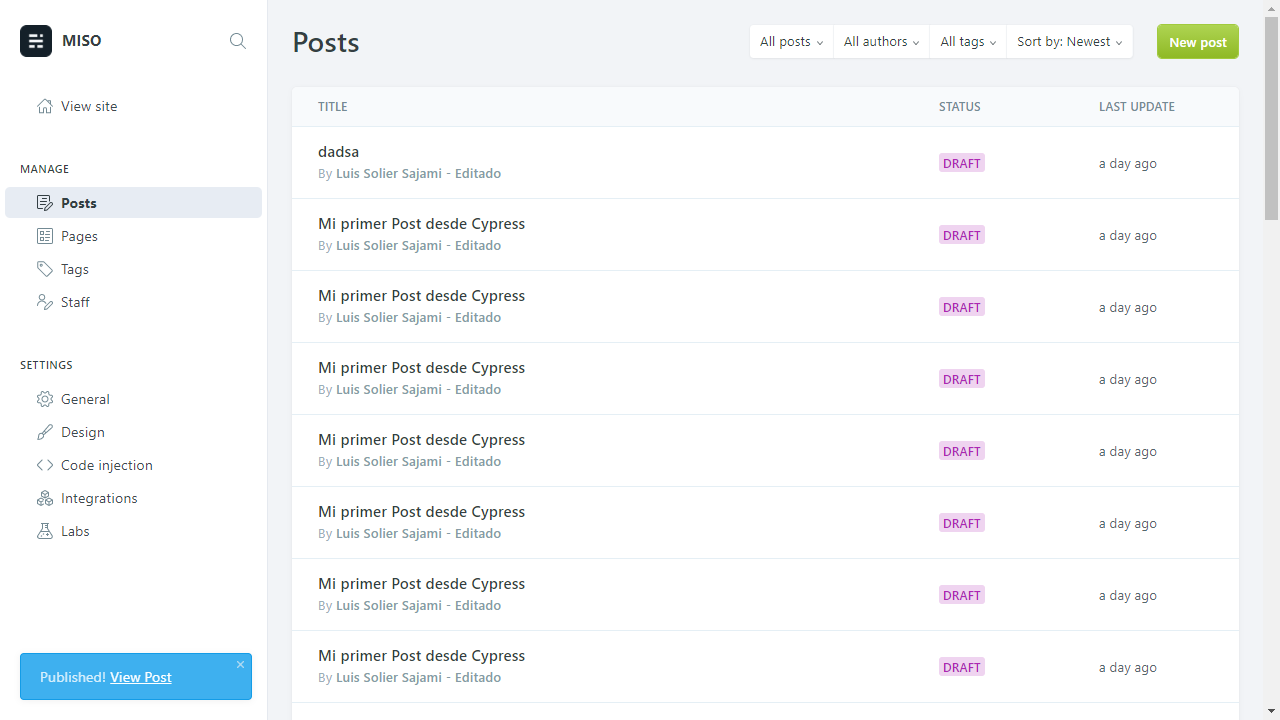 MISO
View site
MANAGE
Posts
Pages
Tags
Staff
SETTINGS
General
Design
Code injection
Integrations
Labs
Published! View Post
×
Posts
All posts
All authors
All tags
Sort by: Newest
New post
TITLE STATUS LAST UPDATE
dadsa
By Luis Solier Sajami - Editado
DRAFT
a day ago
Mi primer Post desde Cypress
By Luis Solier Sajami - Editado
DRAFT
a day ago
Mi primer Post desde Cypress
By Luis Solier Sajami - Editado
DRAFT
a day ago
Mi primer Post desde Cypress
By Luis Solier Sajami - Editado
DRAFT
a day ago
Mi primer Post desde Cypress
By Luis Solier Sajami - Editado
DRAFT
a day ago
Mi primer Post desde Cypress
By Luis Solier Sajami - Editado
DRAFT
a day ago
Mi primer Post desde Cypress
By Luis Solier Sajami - Editado
DRAFT
a day ago
Mi primer Post desde Cypress
By Luis Solier Sajami - Editado
DRAFT
a day ago